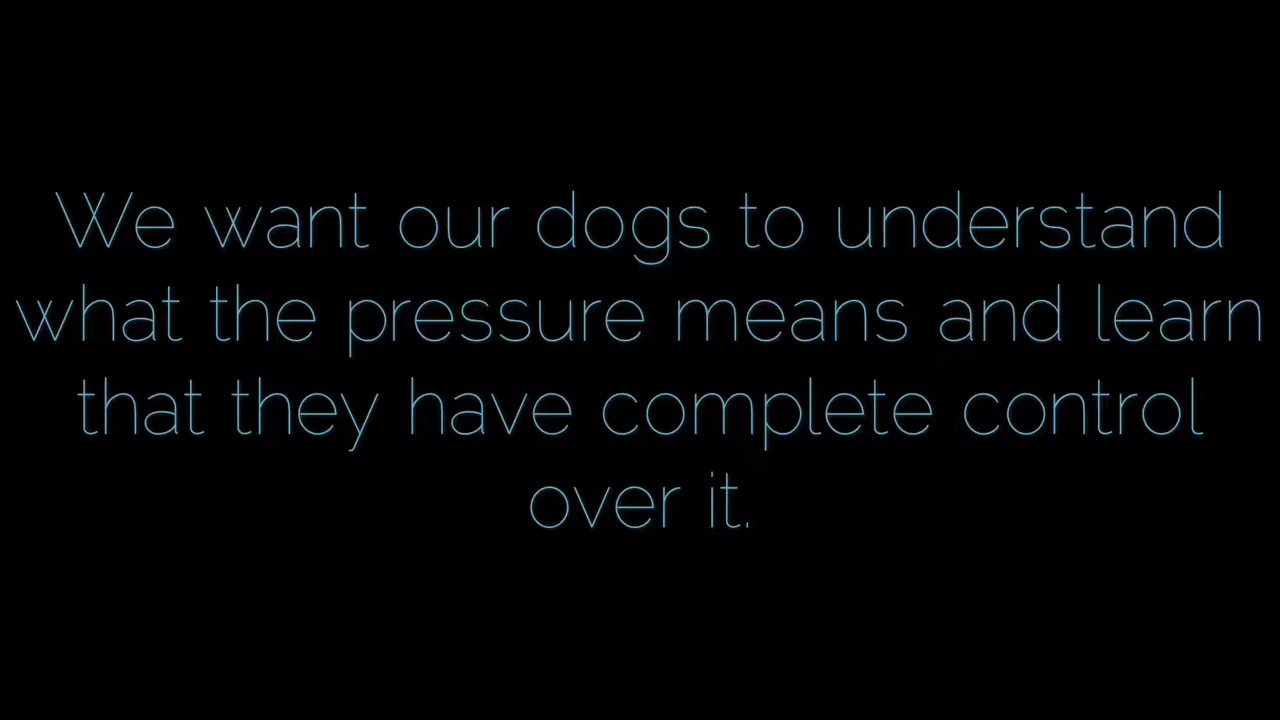 We want our dogs to understand
what the pressure means and learn
that they have complete control
over it.